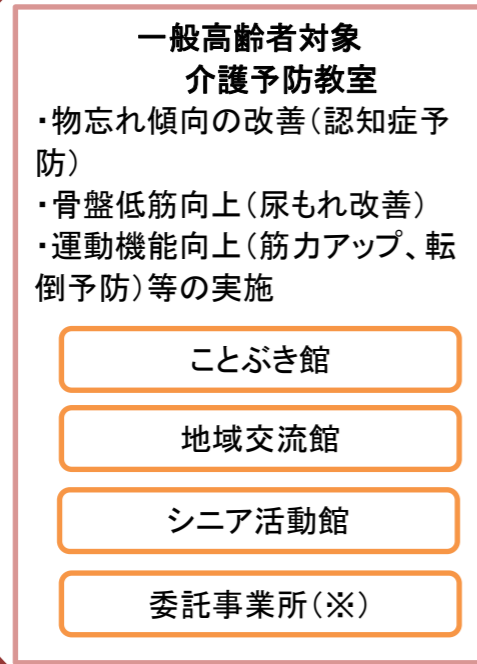 一般高齢者対象
介護予防教室
・物忘れ傾向の改善（認知症予
防）
・骨盤低筋向上（尿もれ改善）
・運動機能向上（筋力アップ、転
倒予防）等の実施
ことぶき館
地域交流館
シニア活動館
委託事業所（※）